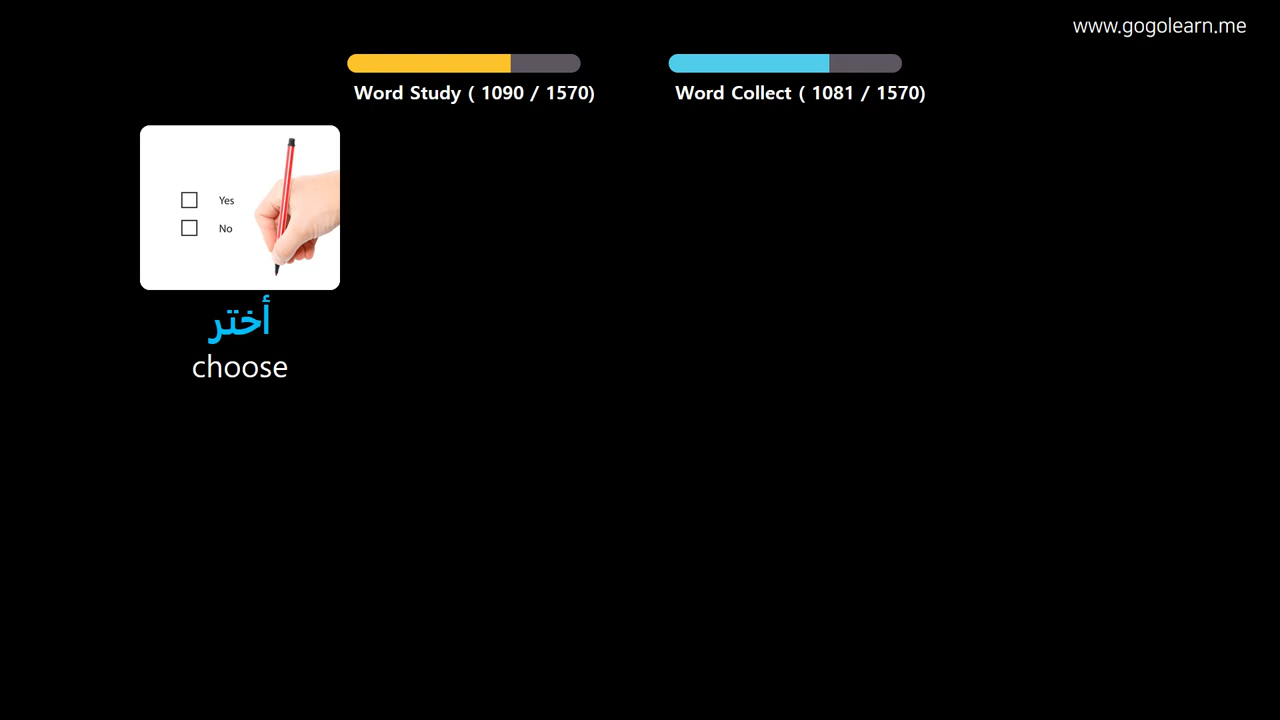 www.gogolearn.me
Word Study ( 1090 / 1570)
Word Collect ( 1081 / 1570)
Yes
No
أختر
choose